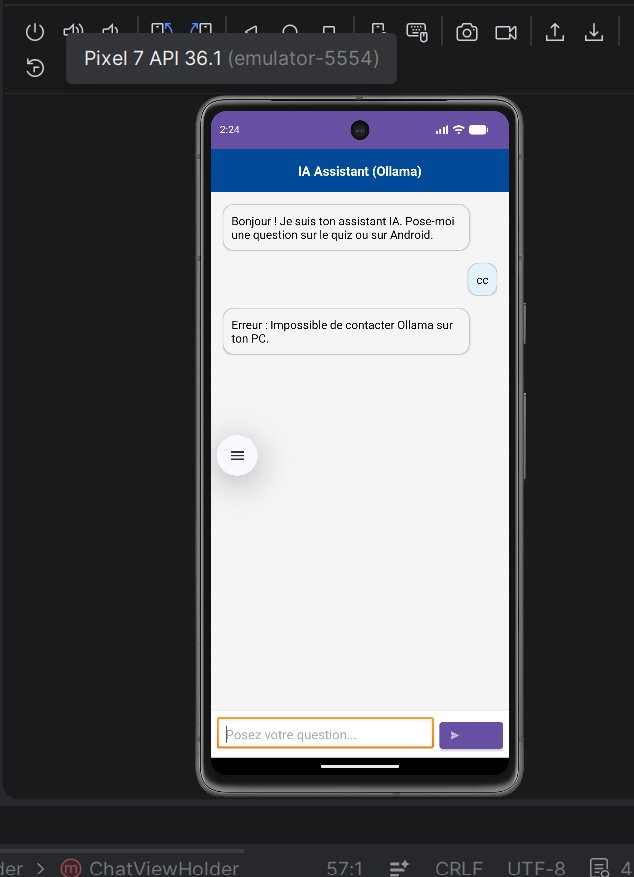 Pixel 7 API 36.1 (emulator-5554)
2:24
IA Assistant (Ollama)
Bonjour ! Je suis ton assistant IA. Pose-moi
une question sur le quiz ou sur Android.
cc
Erreur : Impossible de contacter Ollama sur
ton PC.
Posez votre question...
der > m ChatViewHolder 57:1 CRLF UTF-8 4